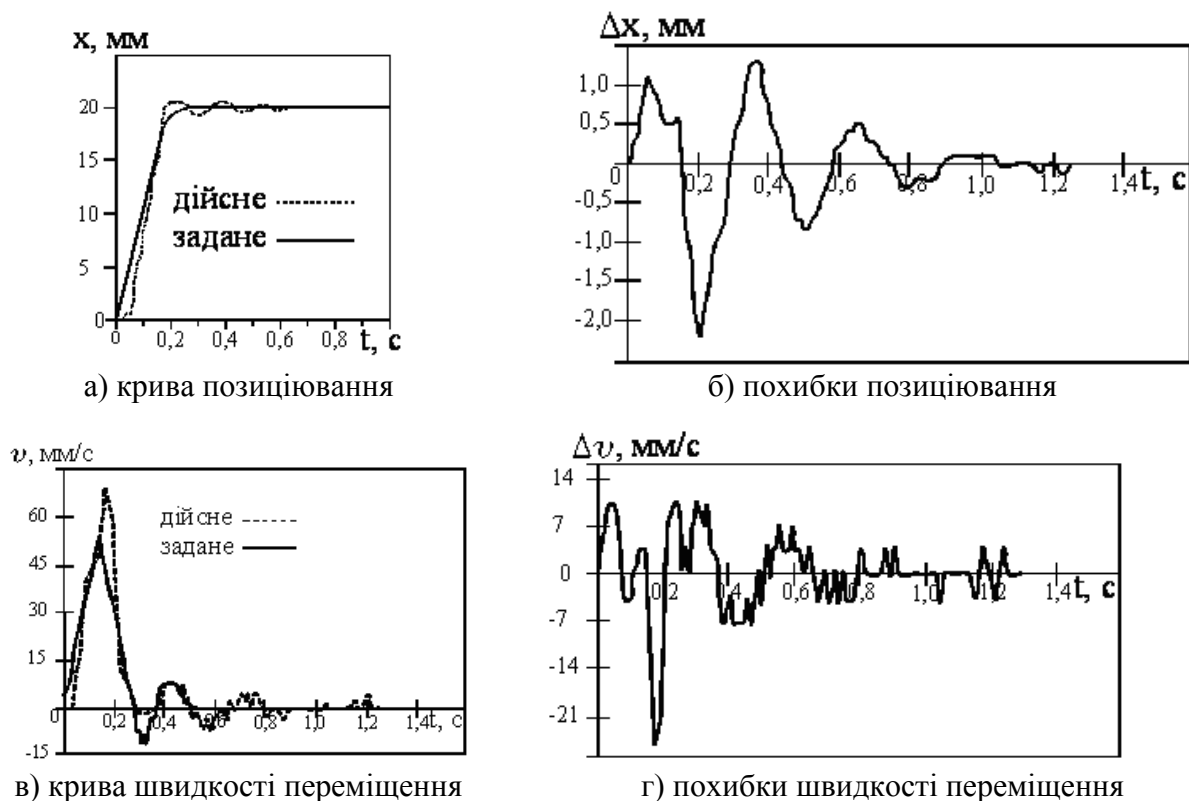 x, мм
20
15
10
5
0
0 0,2 0,4 0,6 0,8 t, с
дійсне
задане
а) крива позиціювання
Δx, мм
1,0
0,5
0
-0,5
-1,0
-1,5
-2,0
0,2 0,4 0,6 0,8 1,0 1,2 1,4 t, с
б) похибки позиціювання
υ, мм/с
60
45
30
15
0
-15
0,2 0,4 0,6 0,8 1,0 1,2 1,4 t, с
дійсне
задане
в) крива швидкості переміщення
Δυ, мм/с
14
7
0
-7
-14
-21
0,2 0,4 0,6 0,8 1,0 1,2 1,4 t, с
г) похибки швидкості переміщення